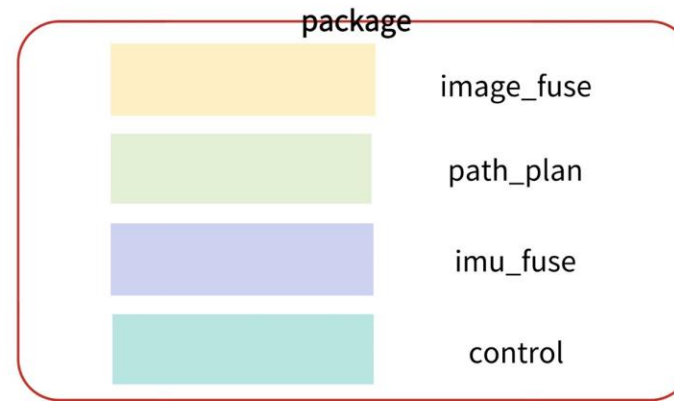 package
image_fuse
path_plan
imu_fuse
control